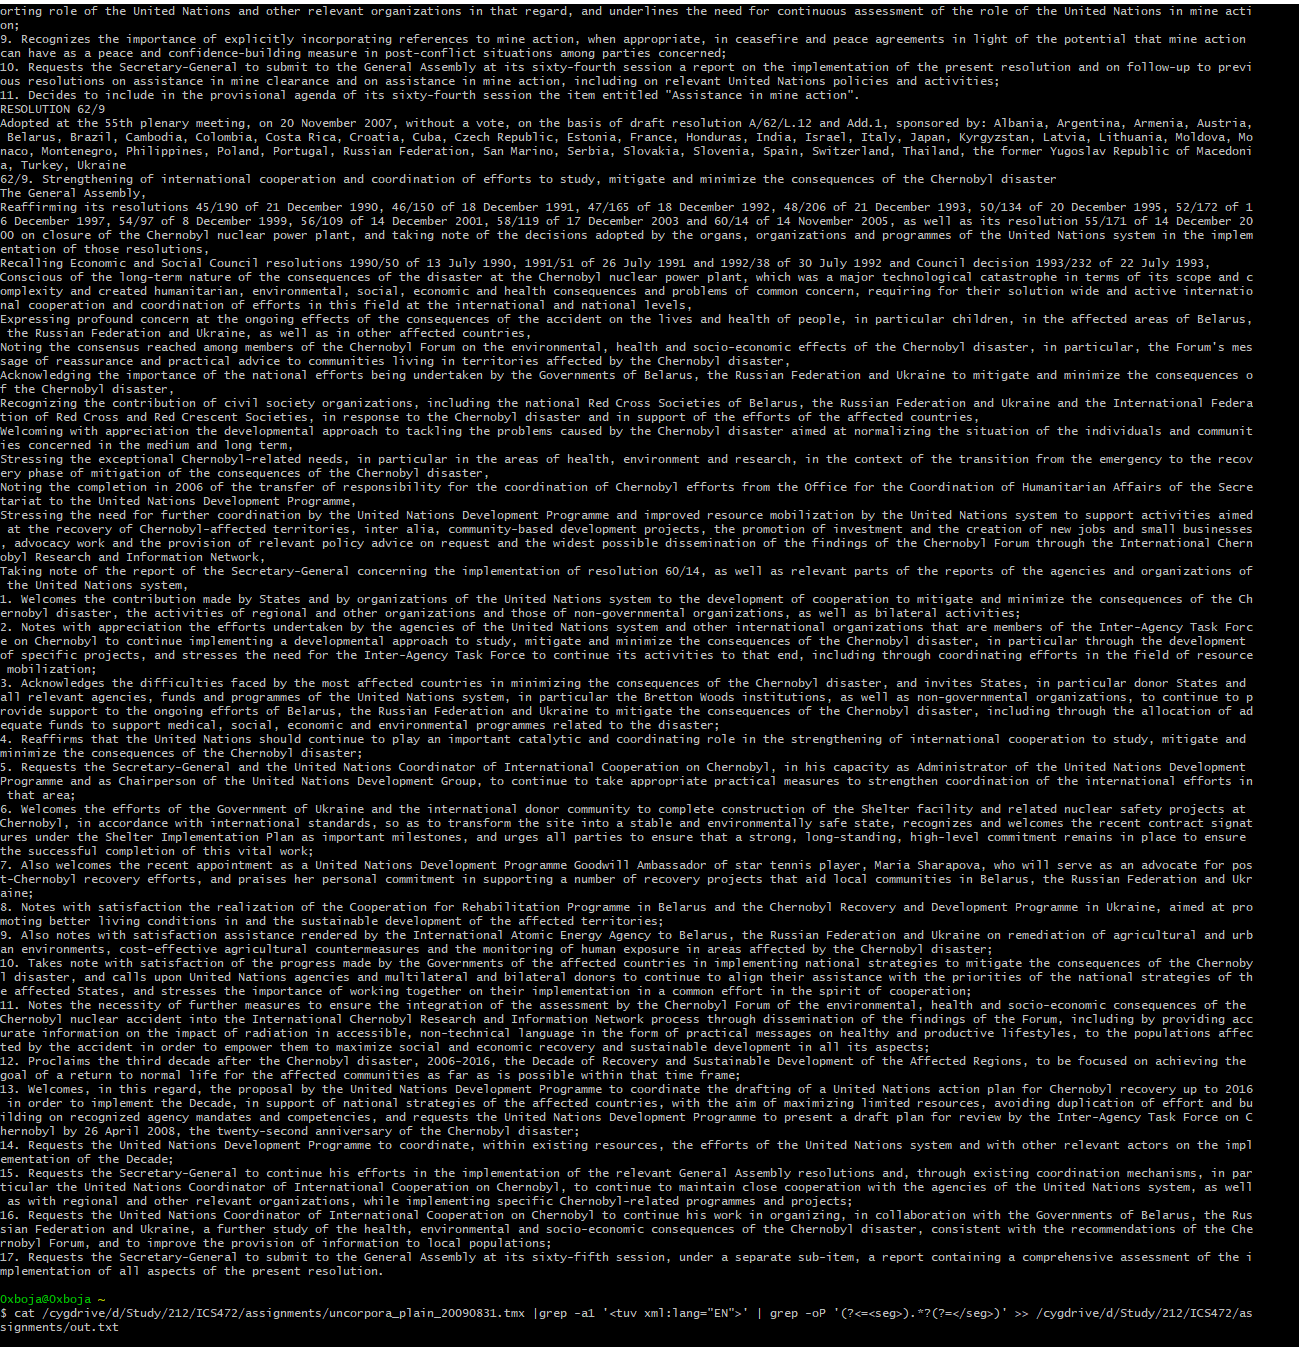 orting role of the United Nations and other relevant organizations in that regard, and underlines the need for continuous assessment of the role of the United Nations in mine acti
on;
9. Recognizes the importance of explicitly incorporating references to mine action, when appropriate, in ceasefire and peace agreements in light of the potential that mine action
can have as a peace and confidence-building measure in post-conflict situations among parties concerned;
10. Requests the Secretary-General to submit to the General Assembly at its sixty-fourth session a report on the implementation of the present resolution and on follow-up to previ
ous resolutions on assistance in mine clearance and on assistance in mine action, including on relevant United Nations policies and activities;
11. Decides to include in the provisional agenda of its sixty-fourth session the item entitled "Assistance in mine action".
RESOLUTION 62/9
Adopted at the 55th plenary meeting, on 20 November 2007, without a vote, on the basis of draft resolution A/62/L.12 and Add.1, sponsored by: Albania, Argentina, Armenia, Austria,
 Belarus, Brazil, Cambodia, Colombia, Costa Rica, Croatia, Cuba, Czech Republic, Estonia, France, Honduras, India, Israel, Italy, Japan, Kyrgyzstan, Latvia, Lithuania, Moldova, Mo
naco, Montenegro, Philippines, Poland, Portugal, Russian Federation, San Marino, Serbia, Slovakia, Slovenia, Spain, Switzerland, Thailand, the former Yugoslav Republic of Macedoni
a, Turkey, Ukraine
62/9. Strengthening of international cooperation and coordination of efforts to study, mitigate and minimize the consequences of the Chernobyl disaster
The General Assembly,
Reaffirming its resolutions 45/190 of 21 December 1990, 46/150 of 18 December 1991, 47/165 of 18 December 1992, 48/206 of 21 December 1993, 50/134 of 20 December 1995, 52/172 of 1
6 December 1997, 54/97 of 8 December 1999, 56/109 of 14 December 2001, 58/119 of 17 December 2003 and 60/14 of 14 November 2005, as well as its resolution 55/171 of 14 December 20
00 on closure of the Chernobyl nuclear power plant, and taking note of the decisions adopted by the organs, organizations and programmes of the United Nations system in the implem
entation of those resolutions,
Recalling Economic and Social Council resolutions 1990/50 of 13 July 1990, 1991/51 of 26 July 1991 and 1992/38 of 30 July 1992 and Council decision 1993/232 of 22 July 1993,
Conscious of the long-term nature of the consequences of the disaster at the Chernobyl nuclear power plant, which was a major technological catastrophe in terms of its scope and c
omplexity and created humanitarian, environmental, social, economic and health consequences and problems of common concern, requiring for their solution wide and active internatio
nal cooperation and coordination of efforts in this field at the international and national levels,
Expressing profound concern at the ongoing effects of the consequences of the accident on the lives and health of people, in particular children, in the affected areas of Belarus,
 the Russian Federation and Ukraine, as well as in other affected countries,
Noting the consensus reached among members of the Chernobyl Forum on the environmental, health and socio-economic effects of the Chernobyl disaster, in particular, the Forum's mes
sage of reassurance and practical advice to communities living in territories affected by the Chernobyl disaster,
Acknowledging the importance of the national efforts being undertaken by the Governments of Belarus, the Russian Federation and Ukraine to mitigate and minimize the consequences o
f the Chernobyl disaster,
Recognizing the contribution of civil society organizations, including the national Red Cross Societies of Belarus, the Russian Federation and Ukraine and the International Federa
tion of Red Cross and Red Crescent Societies, in response to the Chernobyl disaster and in support of the efforts of the affected countries,
Welcoming with appreciation the developmental approach to tackling the problems caused by the Chernobyl disaster aimed at normalizing the situation of the individuals and communit
ies concerned in the medium and long term,
Stressing the exceptional Chernobyl-related needs, in particular in the areas of health, environment and research, in the context of the transition from the emergency to the recov
ery phase of mitigation of the consequences of the Chernobyl disaster,
Noting the completion in 2006 of the transfer of responsibility for the coordination of Chernobyl efforts from the Office for the Coordination of Humanitarian Affairs of the Secre
tariat to the United Nations Development Programme,
Stressing the need for further coordination by the United Nations Development Programme and improved resource mobilization by the United Nations system to support activities aimed
 at the recovery of Chernobyl-affected territories, inter alia, community-based development projects, the promotion of investment and the creation of new jobs and small businesses
, advocacy work and the provision of relevant policy advice on request and the widest possible dissemination of the findings of the Chernobyl Forum through the International Chern
obyl Research and Information Network,
Taking note of the report of the Secretary-General concerning the implementation of resolution 60/14, as well as relevant parts of the reports of the agencies and organizations of
 the United Nations system,
1. Welcomes the contribution made by States and by organizations of the United Nations system to the development of cooperation to mitigate and minimize the consequences of the Ch
ernobyl disaster, the activities of regional and other organizations and those of non-governmental organizations, as well as bilateral activities;
2. Notes with appreciation the efforts undertaken by the agencies of the United Nations system and other international organizations that are members of the Inter-Agency Task Forc
e on Chernobyl to continue implementing a developmental approach to study, mitigate and minimize the consequences of the Chernobyl disaster, in particular through the development
of specific projects, and stresses the need for the Inter-Agency Task Force to continue its activities to that end, including through coordinating efforts in the field of resource
 mobilization;
3. Acknowledges the difficulties faced by the most affected countries in minimizing the consequences of the Chernobyl disaster, and invites States, in particular donor States and
all relevant agencies, funds and programmes of the United Nations system, in particular the Bretton Woods institutions, as well as non-governmental organizations, to continue to p
rovide support to the ongoing efforts of Belarus, the Russian Federation and Ukraine to mitigate the consequences of the Chernobyl disaster, including through the allocation of ad
equate funds to support medical, social, economic and environmental programmes related to the disaster;
4. Reaffirms that the United Nations should continue to play an important catalytic and coordinating role in the strengthening of international cooperation to study, mitigate and
minimize the consequences of the Chernobyl disaster;
5. Requests the Secretary-General and the United Nations Coordinator of International Cooperation on Chernobyl, in his capacity as Administrator of the United Nations Development
Programme and as Chairperson of the United Nations Development Group, to continue to take appropriate practical measures to strengthen coordination of the international efforts in
 that area;
6. Welcomes the efforts of the Government of Ukraine and the international donor community to complete construction of the Shelter facility and related nuclear safety projects at
Chernobyl, in accordance with international standards, so as to transform the site into a stable and environmentally safe state, recognizes and welcomes the recent contract signat
ures under the Shelter Implementation Plan as important milestones, and urges all parties to ensure that a strong, long-standing, high-level commitment remains in place to ensure
the successful completion of this vital work;
7. Also welcomes the recent appointment as a United Nations Development Programme Goodwill Ambassador of star tennis player, Maria Sharapova, who will serve as an advocate for pos
t-Chernobyl recovery efforts, and praises her personal commitment in supporting a number of recovery projects that aid local communities in Belarus, the Russian Federation and Ukr
aine;
8. Notes with satisfaction the realization of the Cooperation for Rehabilitation Programme in Belarus and the Chernobyl Recovery and Development Programme in Ukraine, aimed at pro
moting better living conditions in and the sustainable development of the affected territories;
9. Also notes with satisfaction assistance rendered by the International Atomic Energy Agency to Belarus, the Russian Federation and Ukraine on remediation of agricultural and urb
an environments, cost-effective agricultural countermeasures and the monitoring of human exposure in areas affected by the Chernobyl disaster;
10. Takes note with satisfaction of the progress made by the Governments of the affected countries in implementing national strategies to mitigate the consequences of the Chernoby
l disaster, and calls upon United Nations agencies and multilateral and bilateral donors to continue to align their assistance with the priorities of the national strategies of th
e affected States, and stresses the importance of working together on their implementation in a common effort in the spirit of cooperation;
11. Notes the necessity of further measures to ensure the integration of the assessment by the Chernobyl Forum of the environmental, health and socio-economic consequences of the
Chernobyl nuclear accident into the International Chernobyl Research and Information Network process through dissemination of the findings of the Forum, including by providing acc
urate information on the impact of radiation in accessible, non-technical language in the form of practical messages on healthy and productive lifestyles, to the populations affec
ted by the accident in order to empower them to maximize social and economic recovery and sustainable development in all its aspects;
12. Proclaims the third decade after the Chernobyl disaster, 2006-2016, the Decade of Recovery and Sustainable Development of the Affected Regions, to be focused on achieving the
goal of a return to normal life for the affected communities as far as is possible within that time frame;
13. Welcomes, in this regard, the proposal by the United Nations Development Programme to coordinate the drafting of a United Nations action plan for Chernobyl recovery up to 2016
 in order to implement the Decade, in support of national strategies of the affected countries, with the aim of maximizing limited resources, avoiding duplication of effort and bu
ilding on recognized agency mandates and competencies, and requests the United Nations Development Programme to present a draft plan for review by the Inter-Agency Task Force on C
hernobyl by 26 April 2008, the twenty-second anniversary of the Chernobyl disaster;
14. Requests the United Nations Development Programme to coordinate, within existing resources, the efforts of the United Nations system and with other relevant actors on the impl
ementation of the Decade;
15. Requests the Secretary-General to continue his efforts in the implementation of the relevant General Assembly resolutions and, through existing coordination mechanisms, in par
ticular the United Nations Coordinator of International Cooperation on Chernobyl, to continue to maintain close cooperation with the agencies of the United Nations system, as well
 as with regional and other relevant organizations, while implementing specific Chernobyl-related programmes and projects;
16. Requests the United Nations Coordinator of International Cooperation on Chernobyl to continue his work in organizing, in collaboration with the Governments of Belarus, the Rus
sian Federation and Ukraine, a further study of the health, environmental and socio-economic consequences of the Chernobyl disaster, consistent with the recommendations of the Che
rnobyl Forum, and to improve the provision of information to local populations;
17. Requests the Secretary-General to submit to the General Assembly at its sixty-fifth session, under a separate sub-item, a report containing a comprehensive assessment of the i
mplementation of all aspects of the present resolution.
Oxboja@Oxboja ~
$ cat /cygdrive/d/Study/212/ICS472/assignments/uncorpora_plain_20090831.tmx |grep -a1 '<tuv xml:lang="EN">' | grep -oP '(?<=<seg>).*?(?=</seg>)' >> /cygdrive/d/Study/212/ICS472/as
signments/out.txt